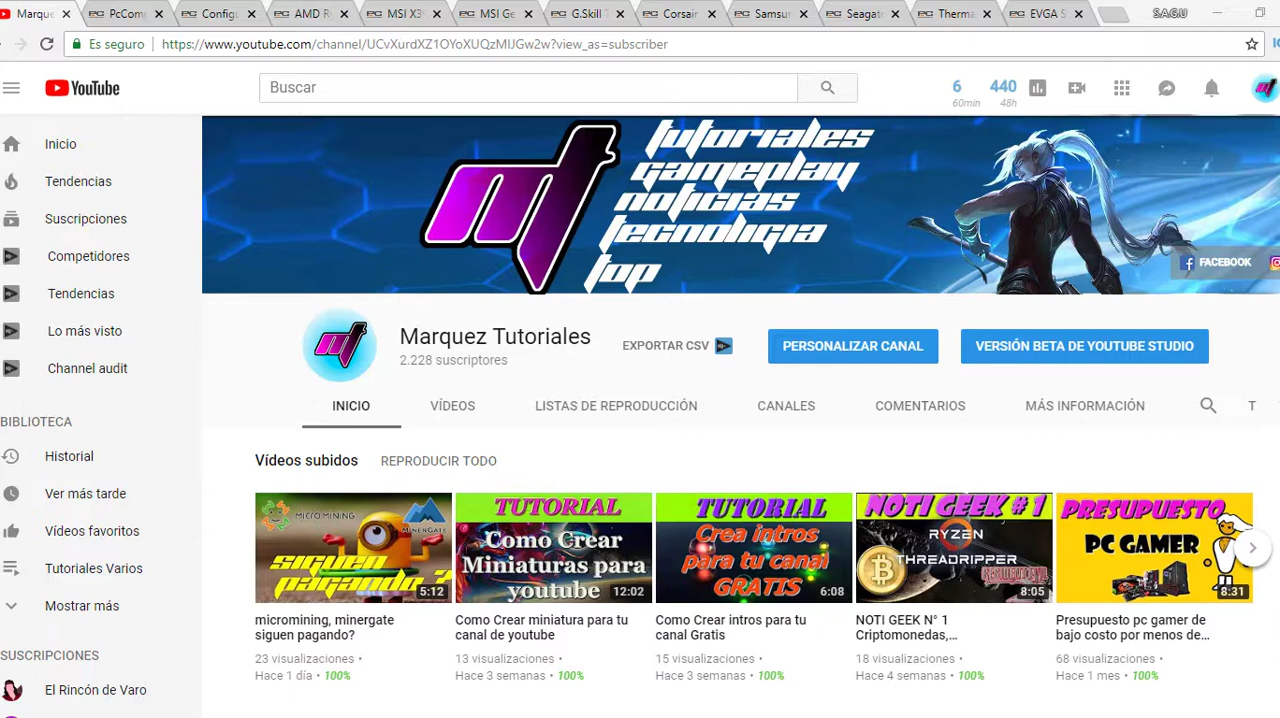 Marque: PcCom Configu AMD R MSI X3 MSI Ge G.Skill T Corsair Samsu Seagat Therma EVGA S S.A.G.U
Es seguro https://www.youtube.com/channel/UCvXurdXZ1OYoXUQzMlJGw2w?view_as=subscriber
YouTube Buscar 6 440
60min 48h
Inicio
Tendencias
Suscripciones
Competidores
Tendencias
Lo más visto
Channel audit
BIBLIOTECA
Historial
Ver más tarde
Vídeos favoritos
Tutoriales Varios
Mostrar más
SUSCRIPCIONES
El Rincón de Varo
mt
tutoriales
gameplay
noticias
tecnoligia
top
FACEBOOK
mt
Marquez Tutoriales
2.228 suscriptores
EXPORTAR CSV PERSONALIZAR CANAL VERSIÓN BETA DE YOUTUBE STUDIO
INICIO VÍDEOS LISTAS DE REPRODUCCIÓN CANALES COMENTARIOS MÁS INFORMACIÓN T
Vídeos subidos REPRODUCIR TODO
MICRO MINING MINERGATE
siguen
pagando?
5:12
micromining, minergate
siguen pagando?
23 visualizaciones •
Hace 1 día • 100%
TUTORIAL
Como Crear
Miniaturas para
youtube
12:02
Como Crear miniatura para tu
canal de youtube
13 visualizaciones •
Hace 3 semanas • 100%
TUTORIAL
Crea intros
para tu canal
GRATIS
6:08
Como Crear intros para tu
canal Gratis
15 visualizaciones •
Hace 3 semanas • 100%
NOTI GEEK # 1
RYZEN
THREADRIPPER
8:05
NOTI GEEK N° 1
Criptomonedas,...
18 visualizaciones •
Hace 4 semanas • 100%
PRESUPUESTO
PC GAMER
8:31
Presupuesto pc gamer de
bajo costo por menos de...
68 visualizaciones •
Hace 1 mes • 100%